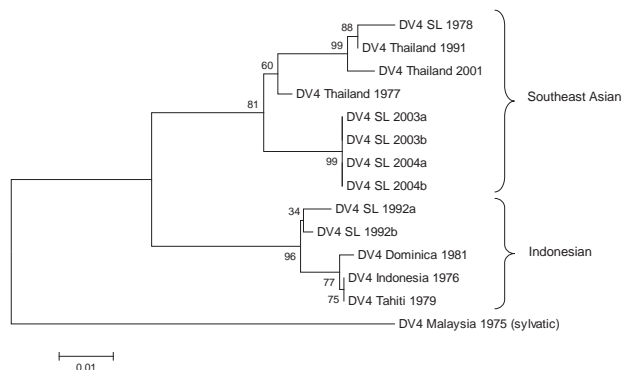 88
DV4 SL 1978
99
DV4 Thailand 1991
60
DV4 Thailand 2001
81
DV4 Thailand 1977
Southeast Asian
DV4 SL 2003a
DV4 SL 2003b
99
DV4 SL 2004a
DV4 SL 2004b
34
DV4 SL 1992a
DV4 SL 1992b
96
DV4 Dominica 1981
Indonesian
77
DV4 Indonesia 1976
75
DV4 Tahiti 1979
DV4 Malaysia 1975 (sylvatic)
0.01